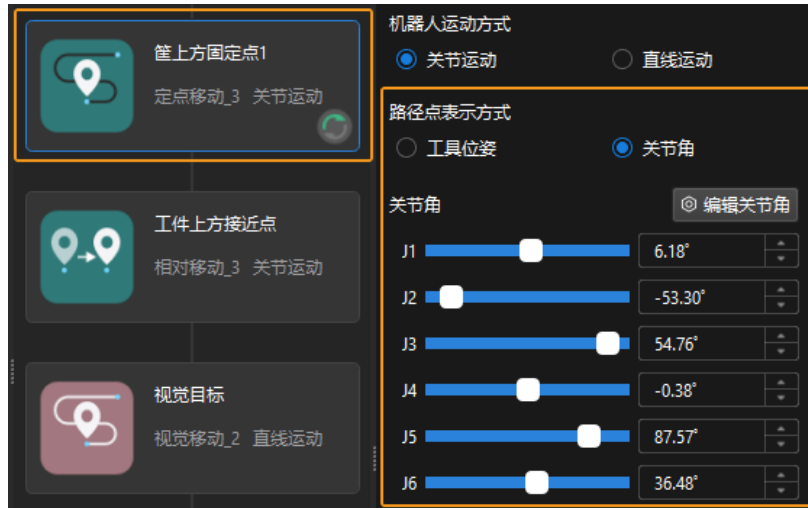 筐上方固定点1
定点移动_3 关节运动
工件上方接近点
相对移动_3 关节运动
视觉目标
视觉移动_2 直线运动
机器人运动方式
关节运动 直线运动
路径点表示方式
工具位姿 关节角
关节角 编辑关节角
J1 6.18°
J2 -53.30°
J3 54.76°
J4 -0.38°
J5 87.57°
J6 36.48°